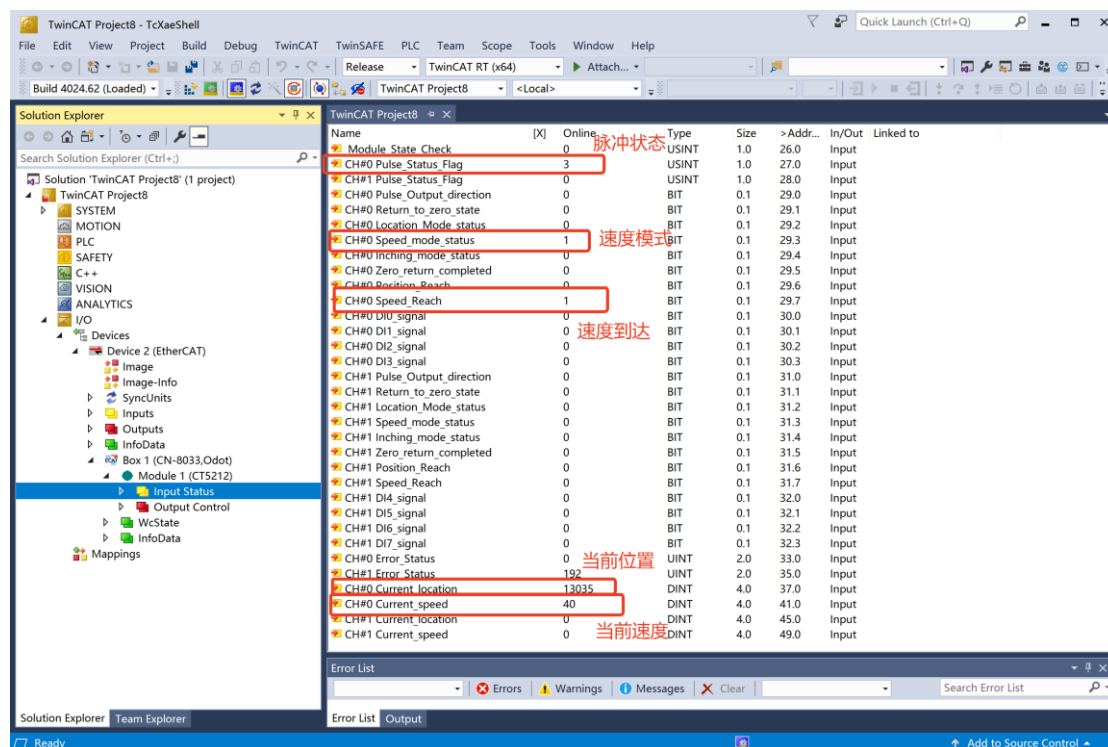 TwinCAT Project8 - TcXaeShell
Quick Launch (Ctrl+Q)
File Edit View Project Build Debug TwinCAT TwinSAFE PLC Team Scope Tools Window Help
Release TwinCAT RT (x64) Attach...
Build 4024.62 (Loaded) TwinCAT Project8 <Local>
Solution Explorer
Search Solution Explorer (Ctrl+;)
Solution 'TwinCAT Project8' (1 project)
TwinCAT Project8
SYSTEM
MOTION
PLC
SAFETY
C++
VISION
ANALYTICS
I/O
Devices
Device 2 (EtherCAT)
Image
Image-Info
SyncUnits
Inputs
Outputs
InfoData
Box 1 (CN-8033,Odot)
Module 1 (CT5212)
Input Status
Output Control
WcState
InfoData
Mappings
Solution Explorer Team Explorer
TwinCAT Project8
Name [X] Online Type Size >Addr... In/Out Linked to
脉冲状态
Module_State_Check 0 USINT 1.0 26.0 Input
CH#0 Pulse_Status_Flag 3 USINT 1.0 27.0 Input
CH#1 Pulse_Status_Flag 0 USINT 1.0 28.0 Input
CH#0 Pulse_Output_direction 0 BIT 0.1 29.0 Input
CH#0 Return_to_zero_state 0 BIT 0.1 29.1 Input
CH#0 Location_Mode_status 0 BIT 0.1 29.2 Input
CH#0 Speed_mode_status 1 速度模式 BIT 0.1 29.3 Input
CH#0 Inching_mode_status 0 BIT 0.1 29.4 Input
CH#0 Zero_return_completed 0 BIT 0.1 29.5 Input
CH#0 Position_Reach 0 BIT 0.1 29.6 Input
CH#0 Speed_Reach 1 BIT 0.1 29.7 Input
CH#0 DI0_signal 0 BIT 0.1 30.0 Input
CH#0 DI1_signal 0 速度到达 BIT 0.1 30.1 Input
CH#0 DI2_signal 0 BIT 0.1 30.2 Input
CH#0 DI3_signal 0 BIT 0.1 30.3 Input
CH#1 Pulse_Output_direction 0 BIT 0.1 31.0 Input
CH#1 Return_to_zero_state 0 BIT 0.1 31.1 Input
CH#1 Location_Mode_status 0 BIT 0.1 31.2 Input
CH#1 Speed_mode_status 0 BIT 0.1 31.3 Input
CH#1 Inching_mode_status 0 BIT 0.1 31.4 Input
CH#1 Zero_return_completed 0 BIT 0.1 31.5 Input
CH#1 Position_Reach 0 BIT 0.1 31.6 Input
CH#1 Speed_Reach 0 BIT 0.1 31.7 Input
CH#1 DI4_signal 0 BIT 0.1 32.0 Input
CH#1 DI5_signal 0 BIT 0.1 32.1 Input
CH#1 DI6_signal 0 BIT 0.1 32.2 Input
CH#1 DI7_signal 0 BIT 0.1 32.3 Input
CH#0 Error_Status 0 当前位置 UINT 2.0 33.0 Input
CH#1 Error_Status 192 UINT 2.0 35.0 Input
CH#0 Current_location 13035 DINT 4.0 37.0 Input
CH#0 Current_speed 40 DINT 4.0 41.0 Input
CH#1 Current_location 0 DINT 4.0 45.0 Input
CH#1 Current_speed 0 当前速度 DINT 4.0 49.0 Input
Error List
Errors Warnings Messages Clear Search Error List
Error List Output
Ready Add to Source Control